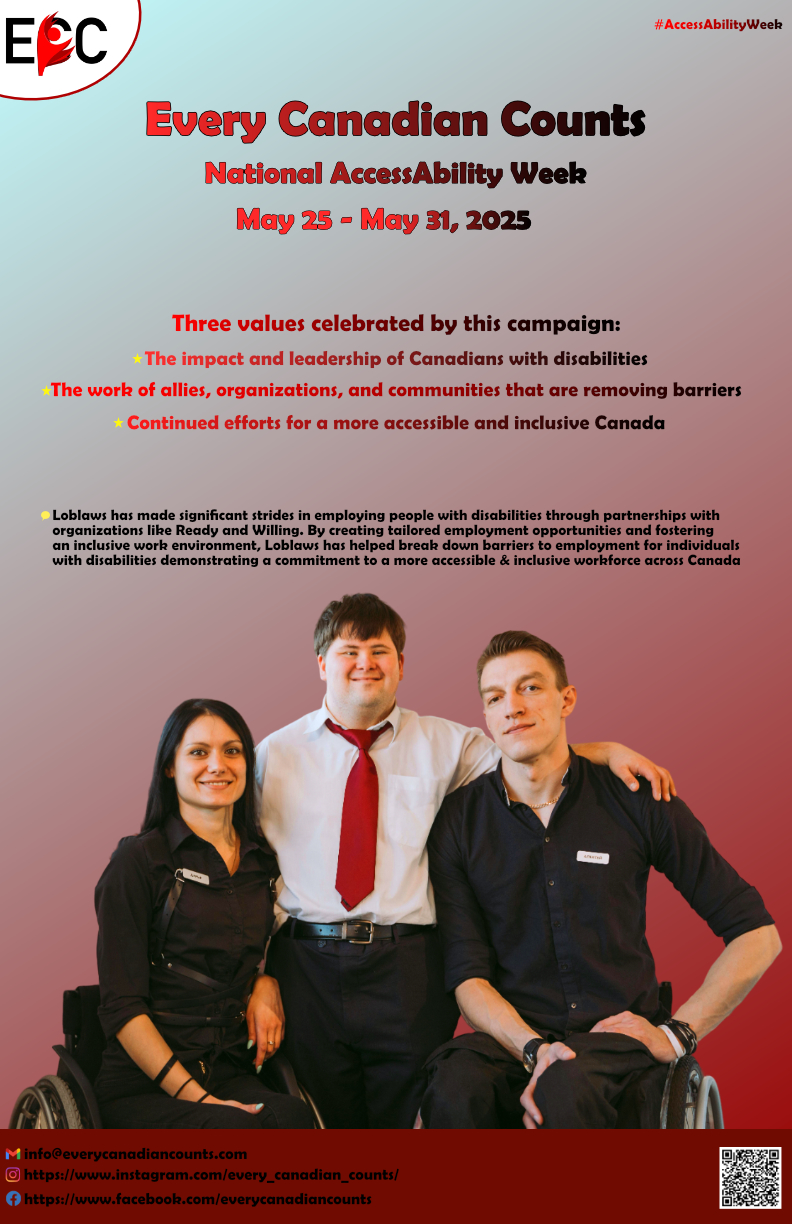 ECC
#AccessAbilityWeek
Every Canadian Counts
National AccessAbility Week
May 25 - May 31, 2025
Three values celebrated by this campaign:
The impact and leadership of Canadians with disabilities
The work of allies, organizations, and communities that are removing barriers
Continued efforts for a more accessible and inclusive Canada
Loblaws has made significant strides in employing people with disabilities through partnerships with
organizations like Ready and Willing. By creating tailored employment opportunities and fostering
an inclusive work environment, Loblaws has helped break down barriers to employment for individuals
with disabilities demonstrating a commitment to a more accessible & inclusive workforce across Canada
info@everycanadiancounts.com
https://www.instagram.com/every_canadian_counts/
https://www.facebook.com/everycanadiancounts